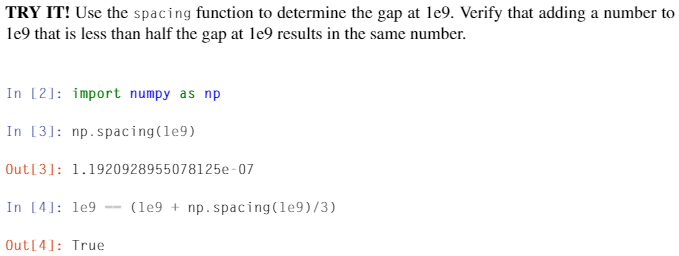 TRY IT! Use the spacing function to determine the gap at 1e9. Verify that adding a number to
1e9 that is less than half the gap at 1e9 results in the same number.
In [2]: import numpy as np
In [3]: np.spacing(1e9)
Out[3]: 1.1920928955078125e-07
In [4]: 1e9 == (1e9 + np.spacing(1e9)/3)
Out[4]: True